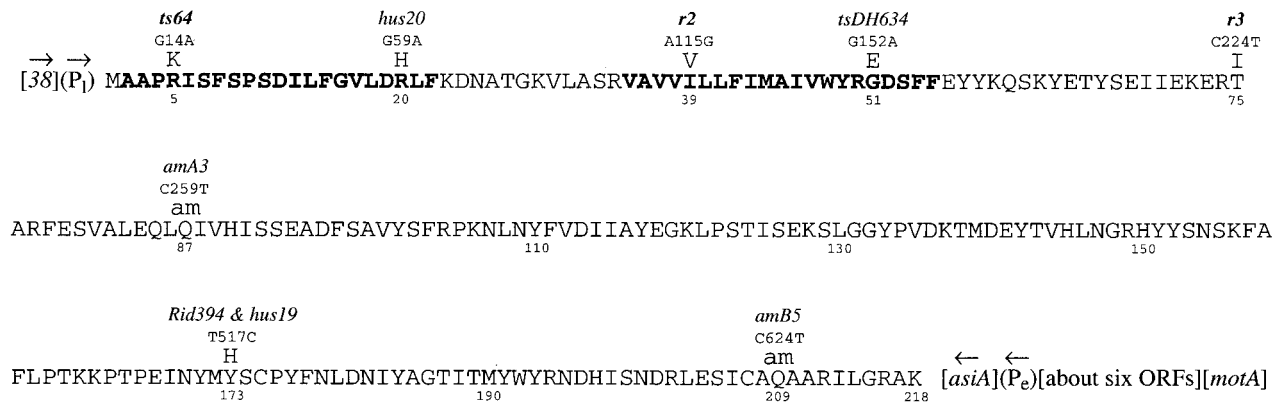 ts64 hus20 r2 tsDH634 r3
G14A G59A A115G G152A C224T
K H V E I
→ →
[38](Pl) MAAPRISFSPSDILFGVLDRLFKDNATGKVLASRVAVVILLFIMAIVWYRGDSFFEYYKQSKYETYSEIIEKERT
5 20 39 51 75
amA3
C259T
am
ARFESVALEQLQIVHISSEADFSAVYSFRPKNLNYFVDIIAYEGKLPSTISEKSLGGYPVDKTMDEYTVHLNGRHYYSNSKFA
87 110 130 150
Rid394 & hus19 amB5
T517C C624T
H am ← ←
FLPTKKPTPEINYMYSCPYFNLDNIYAGTITMYWYRNDHISNDRLESICAQAARILGRAK [asiA](Pe)[about six ORFs][motA]
173 190 209 218